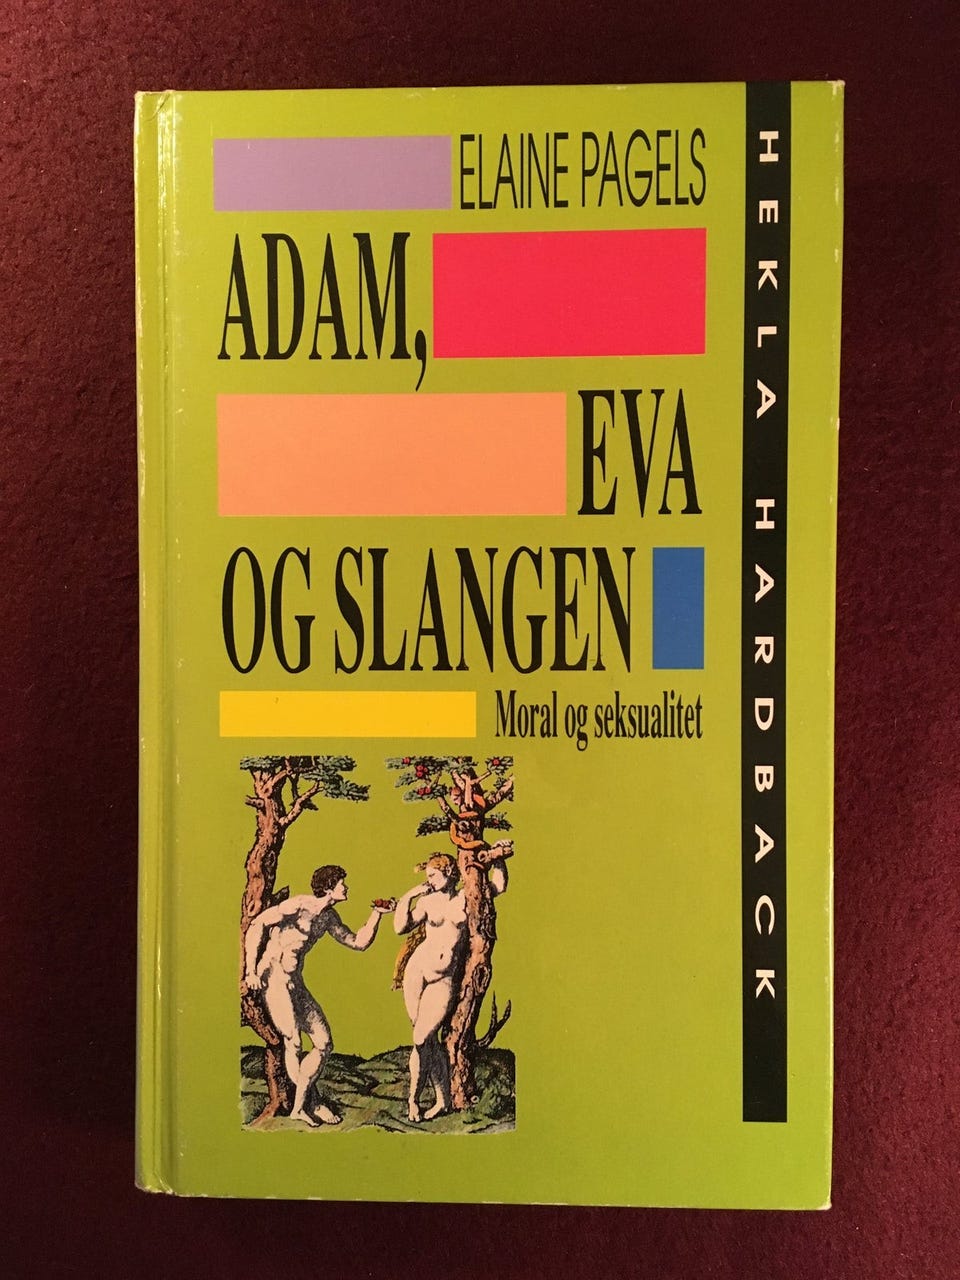 ELAINE PAGELS
ADAM,
EVA
OG SLANGEN
Moral og seksualitet
HEKLA HARDBACK